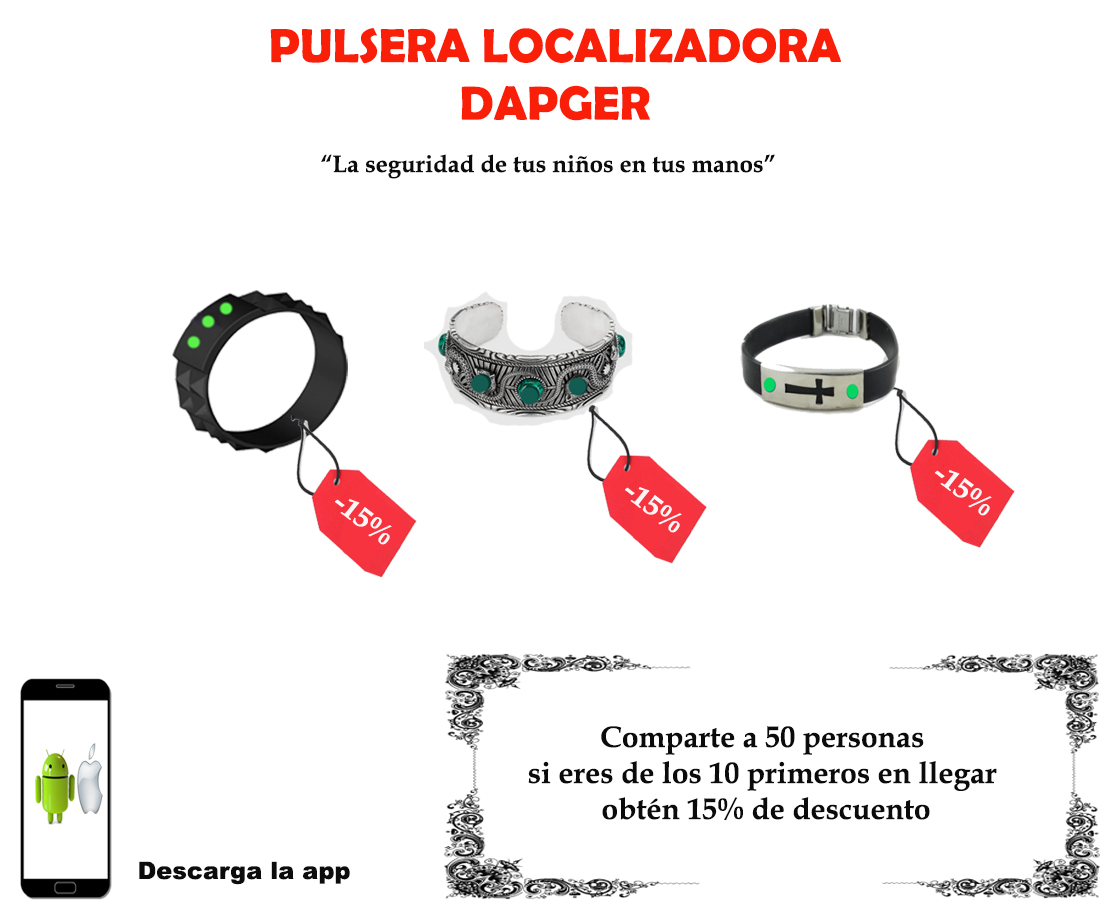 PULSERA LOCALIZADORA
DAPGER
“La seguridad de tus niños en tus manos”
-15%
-15%
-15%
Comparte a 50 personas
si eres de los 10 primeros en llegar
obtén 15% de descuento
Descarga la app